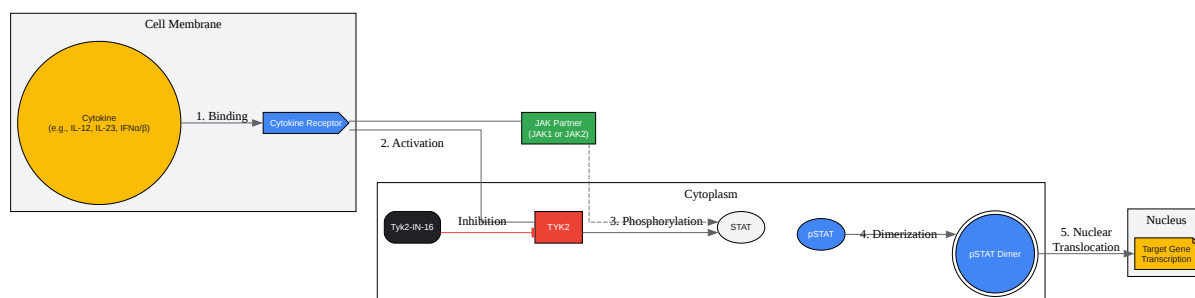 Cell Membrane
Cytokine
(e.g., IL-12, IL-23, IFNα/β)
1. Binding
Cytokine Receptor
2. Activation
JAK Partner
(JAK1 or JAK2)
Cytoplasm
Tyk2-IN-16
Inhibition
TYK2
3. Phosphorylation
STAT
pSTAT
4. Dimerization
pSTAT Dimer
5. Nuclear
Translocation
Nucleus
Target Gene
Transcription